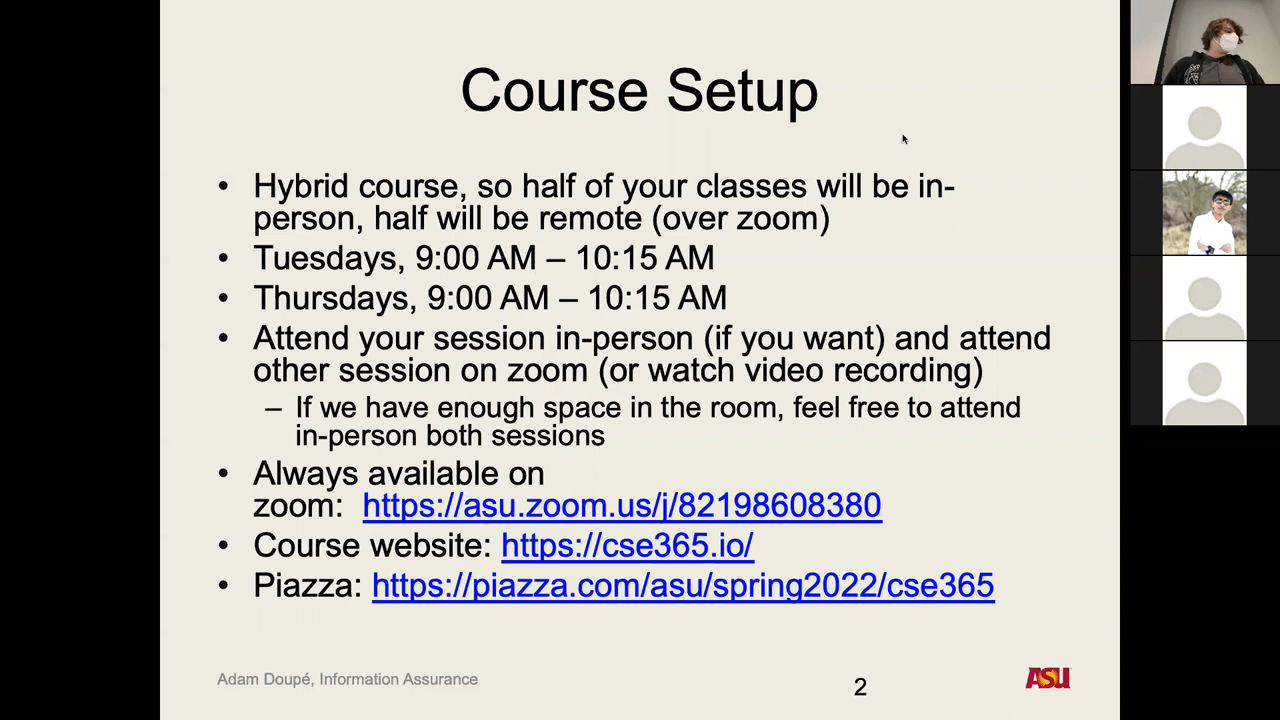 Course Setup
• Hybrid course, so half of your classes will be in-
person, half will be remote (over zoom)
• Tuesdays, 9:00 AM – 10:15 AM
• Thursdays, 9:00 AM – 10:15 AM
• Attend your session in-person (if you want) and attend
other session on zoom (or watch video recording)
– If we have enough space in the room, feel free to attend
in-person both sessions
• Always available on
zoom: https://asu.zoom.us/j/82198608380
• Course website: https://cse365.io/
• Piazza: https://piazza.com/asu/spring2022/cse365
Adam Doupé, Information Assurance
2
ASU